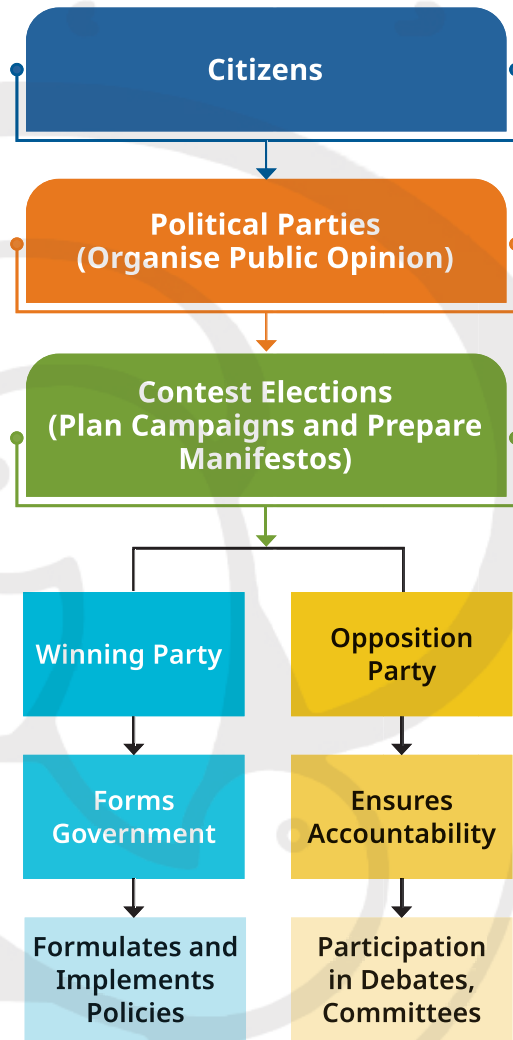 Citizens
Political Parties
(Organise Public Opinion)
Contest Elections
(Plan Campaigns and Prepare
Manifestos)
Winning Party
Opposition
Party
Forms
Government
Ensures
Accountability
Formulates and
Implements
Policies
Participation
in Debates,
Committees